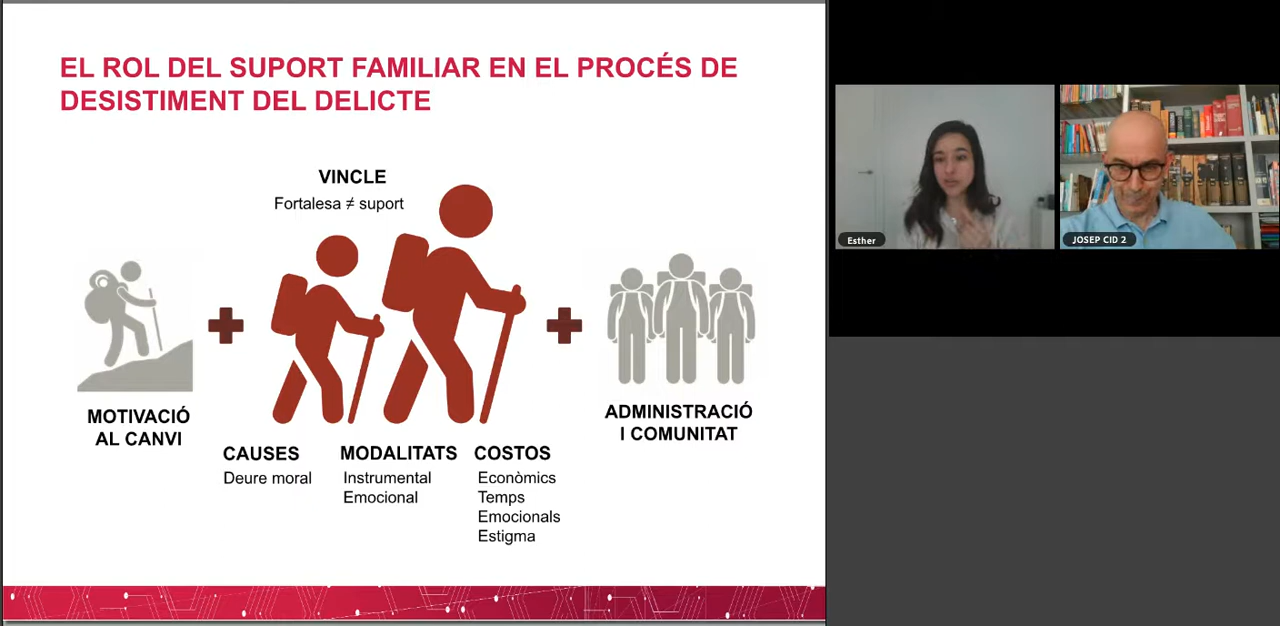 EL ROL DEL SUPORT FAMILIAR EN EL PROCÉS DE
DESISTIMENT DEL DELICTE
VINCLE
Fortalesa ≠ suport
MOTIVACIÓ
AL CANVI
CAUSES
Deure moral
MODALITATS
Instrumental
Emocional
COSTOS
Econòmics
Temps
Emocionals
Estigma
ADMINISTRACIÓ
I COMUNITAT
Esther
JOSEP CID 2